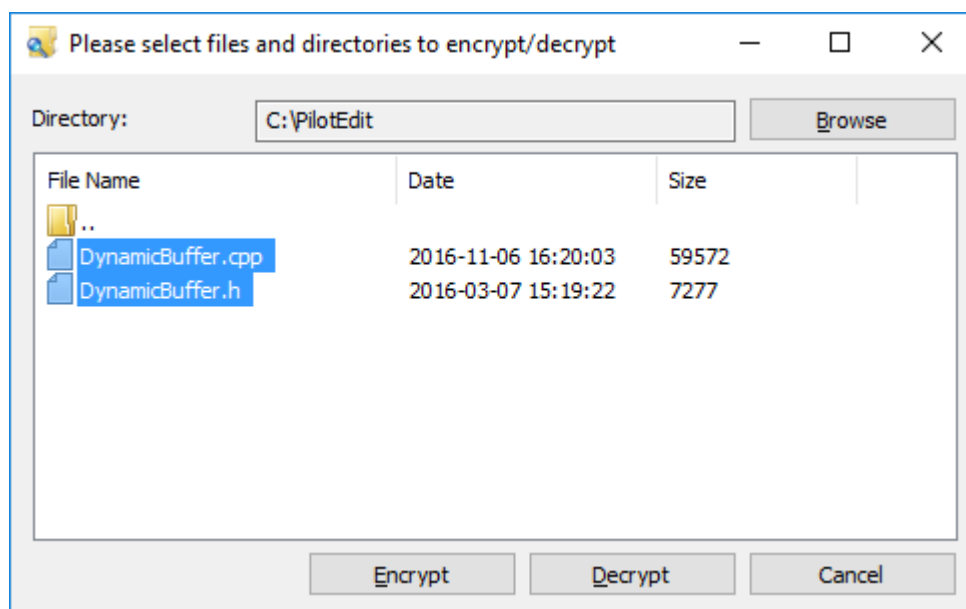 Please select files and directories to encrypt/decrypt
Directory: C:\PilotEdit Browse
File Name Date Size
..
DynamicBuffer.cpp 2016-11-06 16:20:03 59572
DynamicBuffer.h 2016-03-07 15:19:22 7277
Encrypt Decrypt Cancel